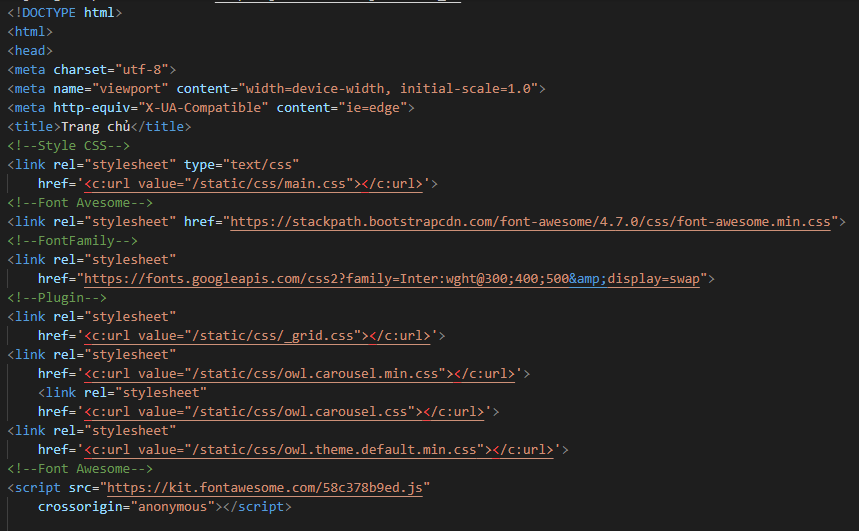 <!DOCTYPE html>
<html>
<head>
<meta charset="utf-8">
<meta name="viewport" content="width=device-width, initial-scale=1.0">
<meta http-equiv="X-UA-Compatible" content="ie=edge">
<title>Trang chủ</title>
<!--Style CSS-->
<link rel="stylesheet" type="text/css"
    href='<c:url value="/static/css/main.css"></c:url>'>
<!--Font Avesome-->
<link rel="stylesheet" href="https://stackpath.bootstrapcdn.com/font-awesome/4.7.0/css/font-awesome.min.css">
<!--FontFamily-->
<link rel="stylesheet"
    href="https://fonts.googleapis.com/css2?family=Inter:wght@300;400;500&amp;display=swap">
<!--Plugin-->
<link rel="stylesheet"
    href='<c:url value="/static/css/_grid.css"></c:url>'>
<link rel="stylesheet"
    href='<c:url value="/static/css/owl.carousel.min.css"></c:url>'>
    <link rel="stylesheet"
    href='<c:url value="/static/css/owl.carousel.css"></c:url>'>
<link rel="stylesheet"
    href='<c:url value="/static/css/owl.theme.default.min.css"></c:url>'>
<!--Font Awesome-->
<script src="https://kit.fontawesome.com/58c378b9ed.js"
    crossorigin="anonymous"></script>